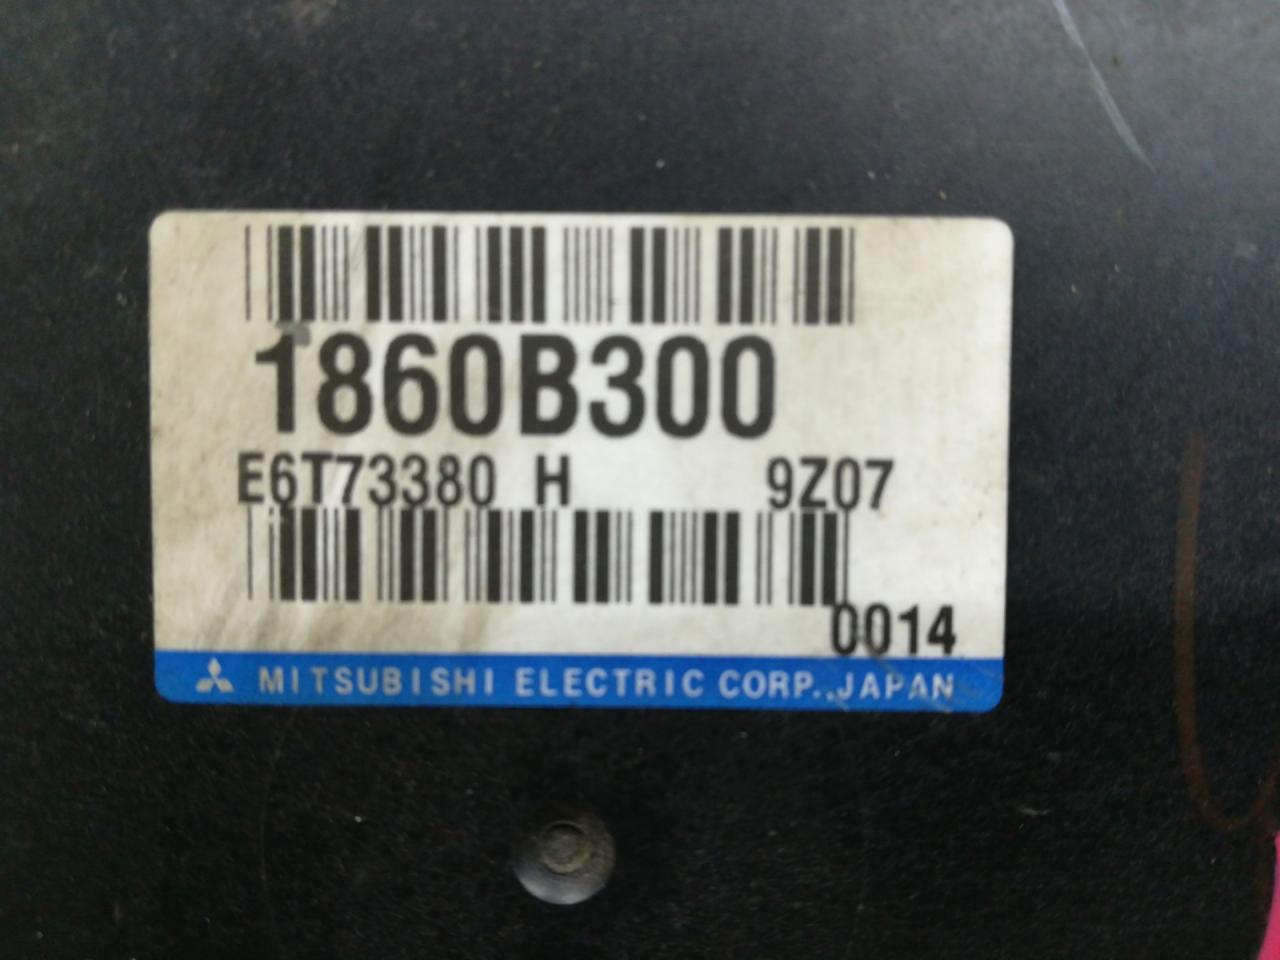 1860B300
E6T73380 H 9Z07
0014
MITSUBISHI ELECTRIC CORP.,JAPAN